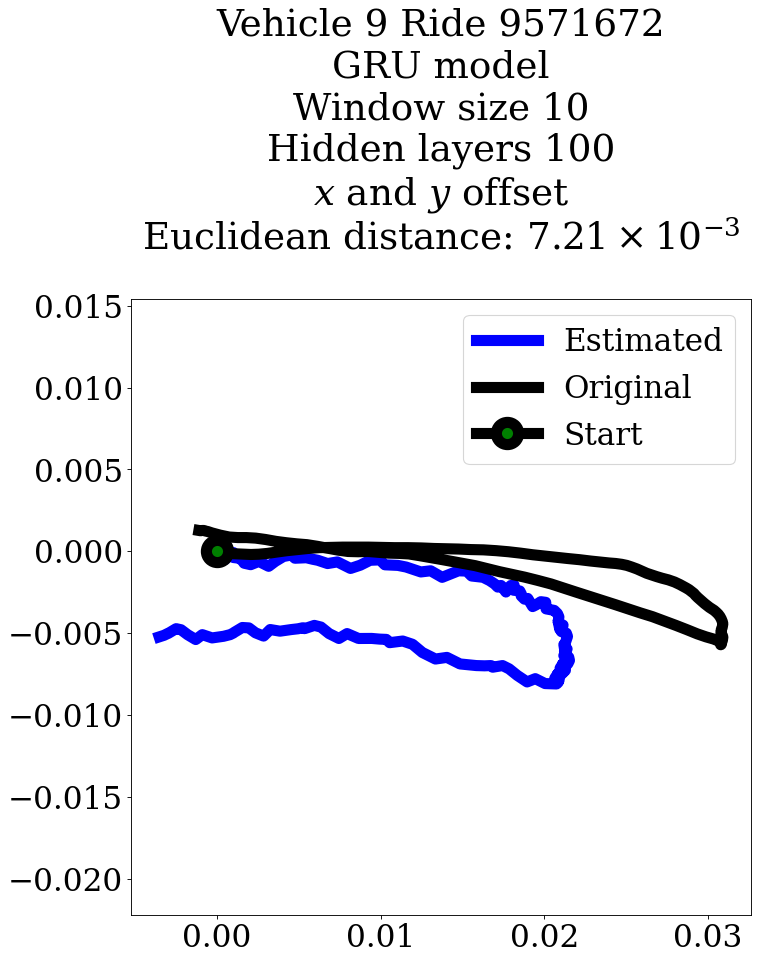 Vehicle 9 Ride 9571672
GRU model
Window size 10
Hidden layers 100
x and y offset
Euclidean distance: 7.21 × 10⁻³
Estimated
Original
Start
0.015
0.010
0.005
0.000
−0.005
−0.010
−0.015
−0.020
0.00 0.01 0.02 0.03